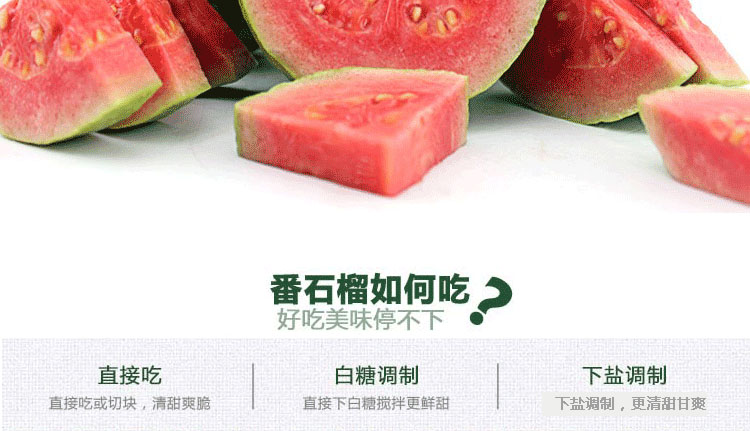 番石榴如何吃?
好吃美味停不下
直接吃
直接吃或切块，清甜爽脆
白糖调制
直接下白糖搅拌更鲜甜
下盐调制
下盐调制，更清甜甘爽